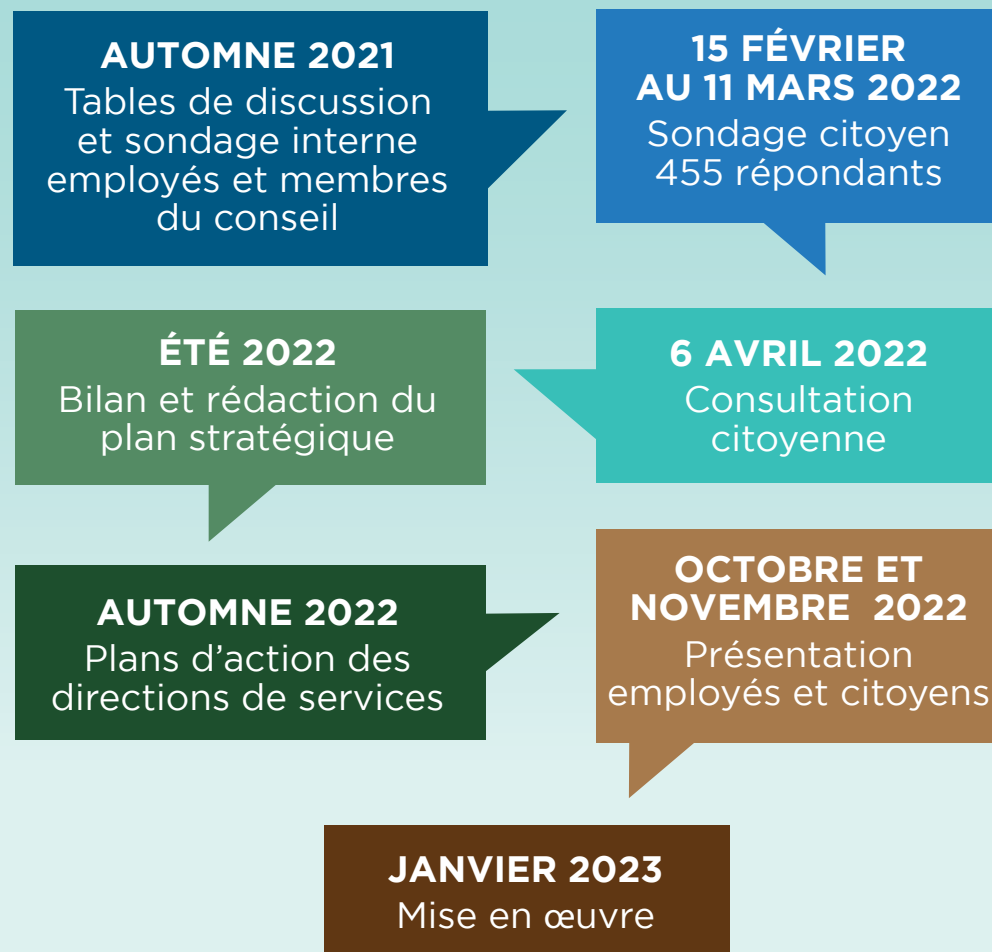 AUTOMNE 2021
Tables de discussion
et sondage interne
employés et membres
du conseil
15 FÉVRIER
AU 11 MARS 2022
Sondage citoyen
455 répondants
6 AVRIL 2022
Consultation
citoyenne
ÉTÉ 2022
Bilan et rédaction du
plan stratégique
AUTOMNE 2022
Plans d’action des
directions de services
OCTOBRE ET
NOVEMBRE 2022
Présentation
employés et citoyens
JANVIER 2023
Mise en œuvre